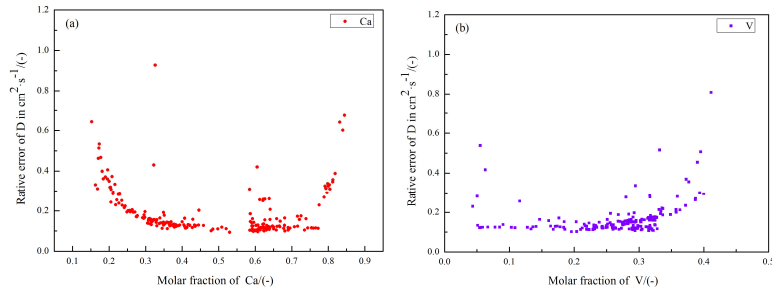 (a)
Ca
Rative error of D in cm²·s⁻¹/(-)
1.2
1.0
0.8
0.6
0.4
0.2
0.0
0.1 0.2 0.3 0.4 0.5 0.6 0.7 0.8 0.9
Molar fraction of Ca/(-)
(b)
V
Rative error of D in cm²·s⁻¹/(-)
1.2
1.0
0.8
0.6
0.4
0.2
0.0
0.0 0.1 0.2 0.3 0.4 0.5
Molar fraction of V/(-)